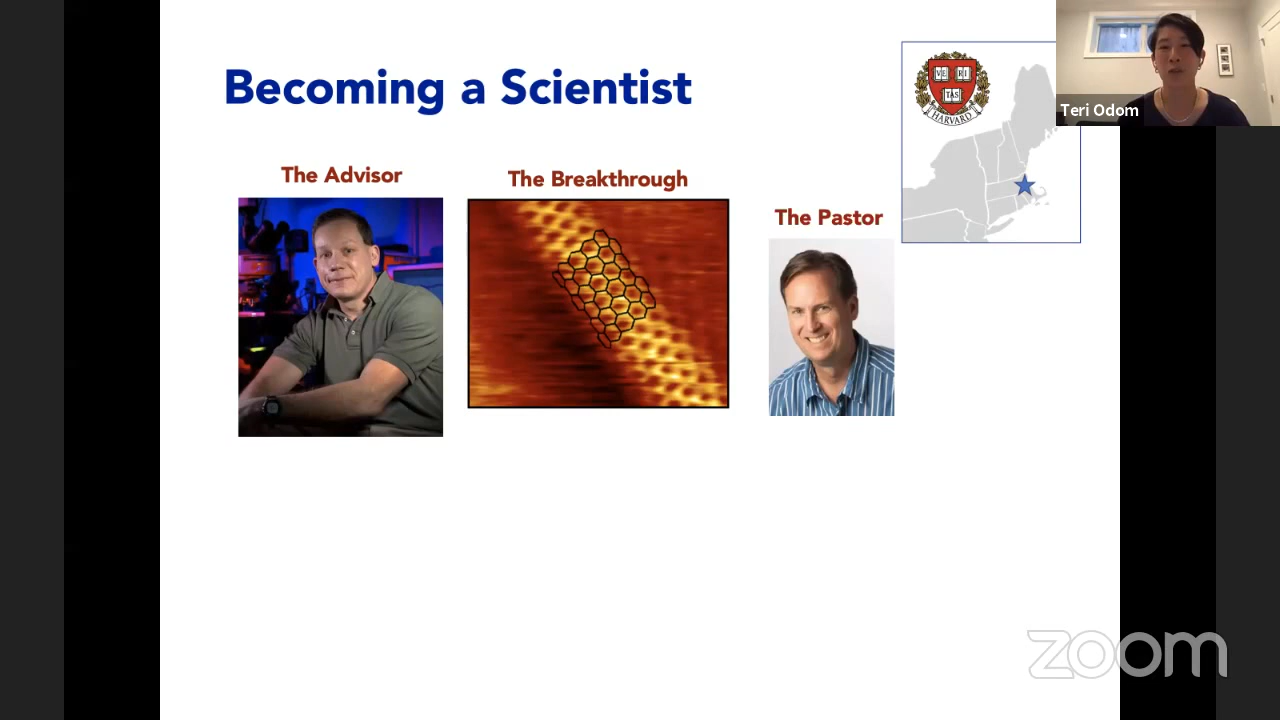 Becoming a Scientist
The Advisor
The Breakthrough
The Pastor
VE RI
TAS
HARVARD
Teri Odom
zoom